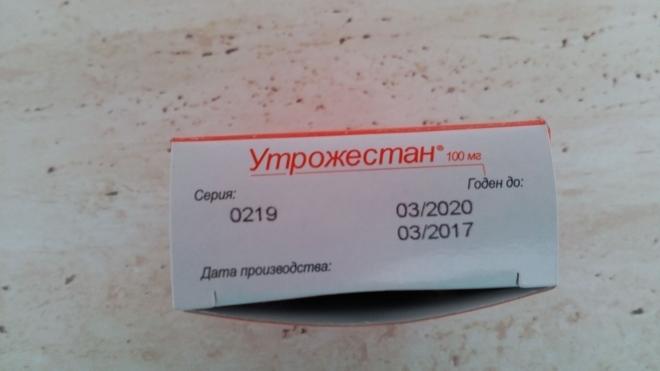 Утрожестан® 100 мг
Серия: Годен до:
0219 03/2020
03/2017
Дата производства: